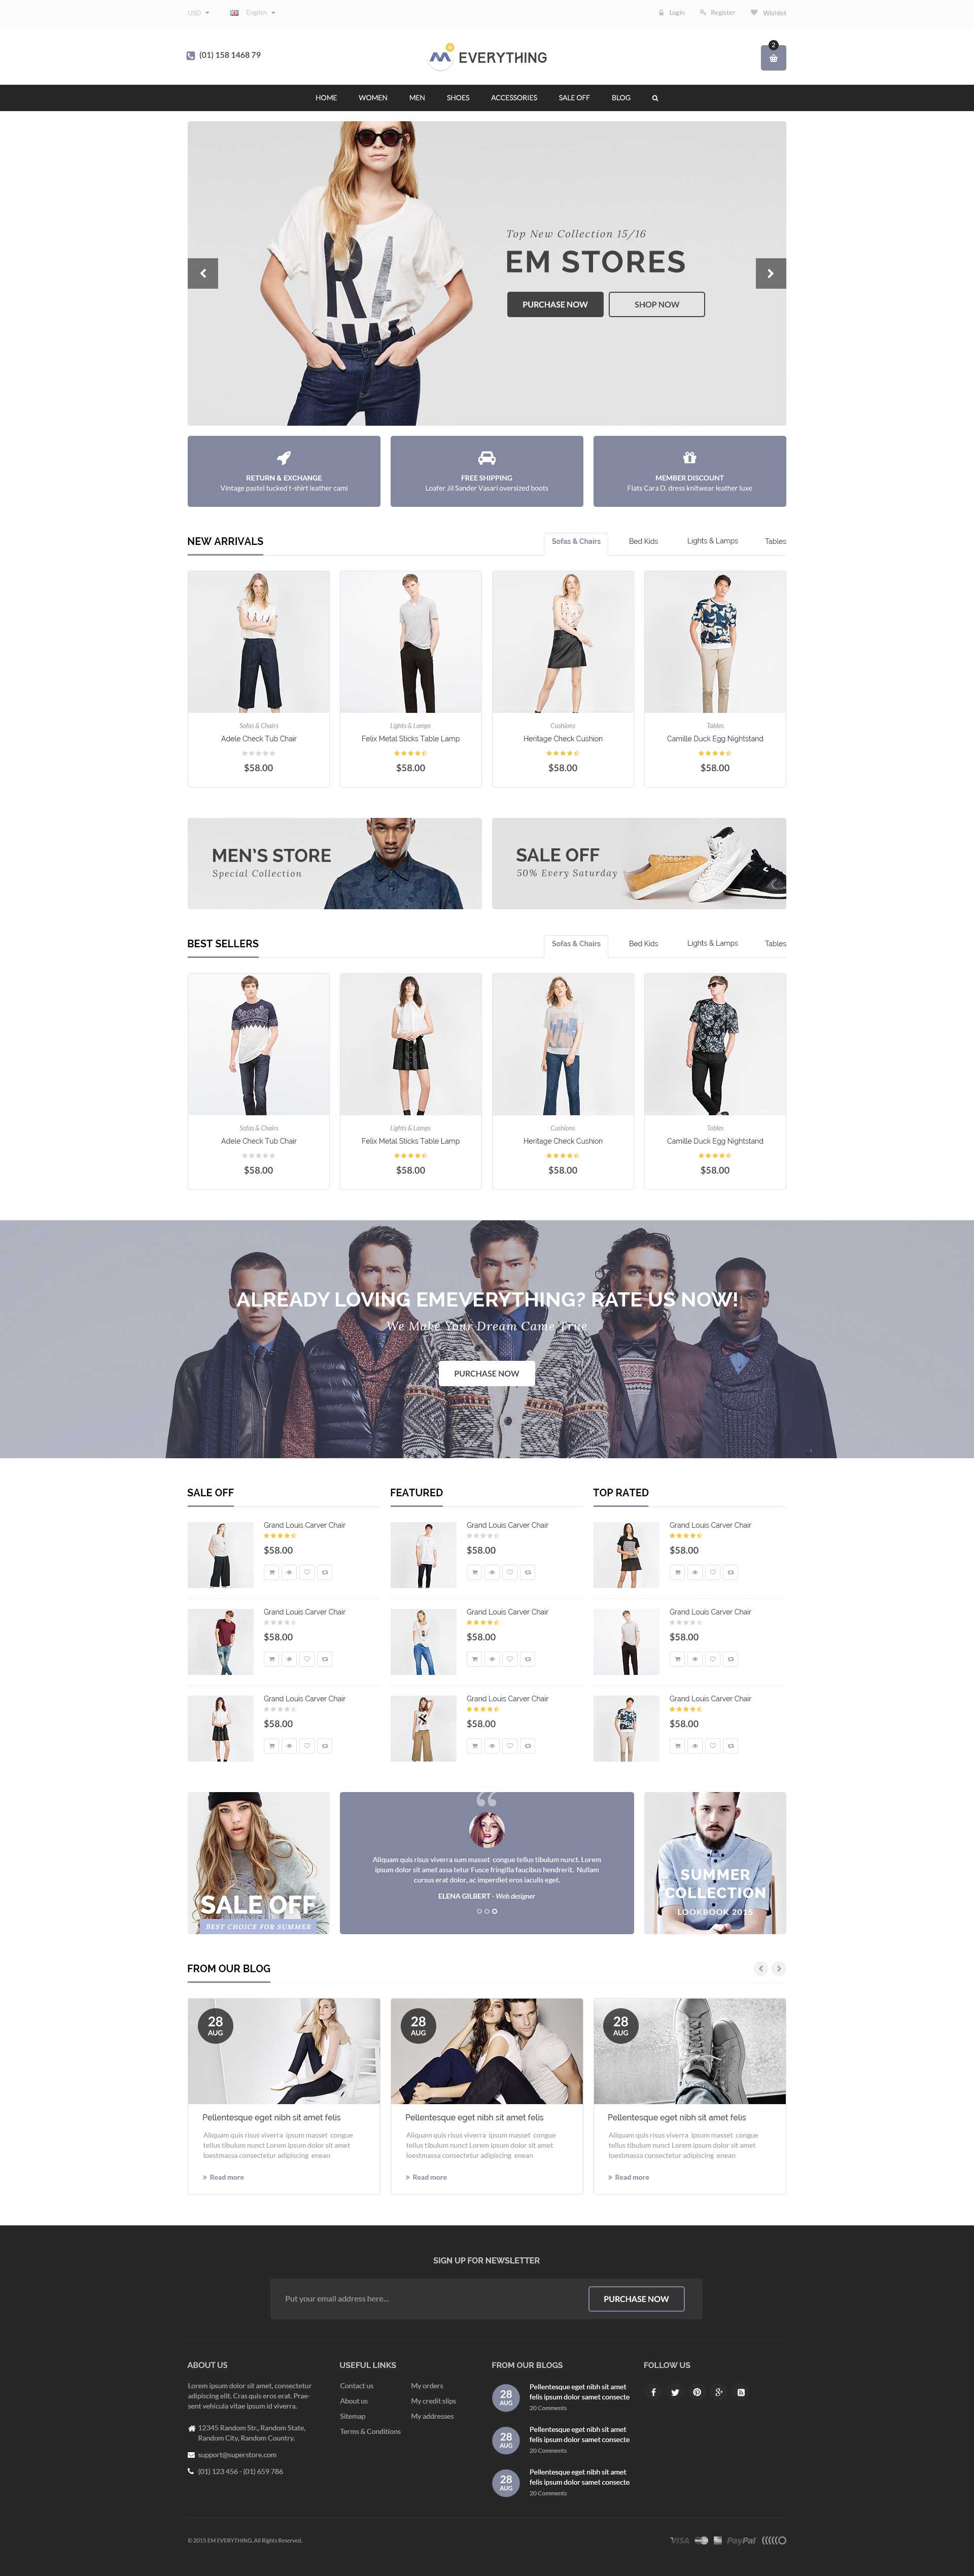 USD
English
Login
Register
Wishlist
(01) 158 1468 79
EVERYTHING
2
HOME
WOMEN
MEN
SHOES
ACCESSORIES
SALE OFF
BLOG
Top New Collection 15/16
EM STORES
PURCHASE NOW
SHOP NOW
RETURN & EXCHANGE
Vintage pastel tucked t-shirt leather cami
FREE SHIPPING
Loafer Jil Sander Vasari oversized boots
MEMBER DISCOUNT
Flats Cara D. dress knitwear leather luxe
NEW ARRIVALS
Sofas & Chairs
Bed Kids
Lights & Lamps
Tables
Sofas & Chairs
Adele Check Tub Chair
$58.00
Lights & Lamps
Felix Metal Sticks Table Lamp
$58.00
Cushions
Heritage Check Cushion
$58.00
Tables
Camille Duck Egg Nightstand
$58.00
MEN'S STORE
Special Collection
SALE OFF
50% Every Saturday
BEST SELLERS
Sofas & Chairs
Bed Kids
Lights & Lamps
Tables
Sofas & Chairs
Adele Check Tub Chair
$58.00
Lights & Lamps
Felix Metal Sticks Table Lamp
$58.00
Cushions
Heritage Check Cushion
$58.00
Tables
Camille Duck Egg Nightstand
$58.00
ALREADY LOVING EMEVERYTHING? RATE US NOW!
We Make Your Dream Came True
PURCHASE NOW
SALE OFF
Grand Louis Carver Chair
$58.00
Grand Louis Carver Chair
$58.00
Grand Louis Carver Chair
$58.00
FEATURED
Grand Louis Carver Chair
$58.00
Grand Louis Carver Chair
$58.00
Grand Louis Carver Chair
$58.00
TOP RATED
Grand Louis Carver Chair
$58.00
Grand Louis Carver Chair
$58.00
Grand Louis Carver Chair
$58.00
SALE OFF
BEST CHOICE FOR SUMMER
Aliquam quis risus viverra sum masset congue tellus tibulum nunct. Lorem
ipsum dolor sit amet assa tetur Fusce fringilla faucibus hendrerit. Nullam
cursus erat dolor, ac imperdiet eros iaculis eget.
ELENA GILBERT - Web designer
SUMMER
COLLECTION
LOOKBOOK 2015
FROM OUR BLOG
28
AUG
Pellentesque eget nibh sit amet felis
Aliquam quis risus viverra ipsum masset congue
tellus tibulum nunct Lorem ipsum dolor sit amet
loestmassa consectetur adipiscing enean
Read more
28
AUG
Pellentesque eget nibh sit amet felis
Aliquam quis risus viverra ipsum masset congue
tellus tibulum nunct Lorem ipsum dolor sit amet
loestmassa consectetur adipiscing enean
Read more
28
AUG
Pellentesque eget nibh sit amet felis
Aliquam quis risus viverra ipsum masset congue
tellus tibulum nunct Lorem ipsum dolor sit amet
loestmassa consectetur adipiscing enean
Read more
SIGN UP FOR NEWSLETTER
Put your email address here...
PURCHASE NOW
ABOUT US
Lorem ipsum dolor sit amet, consectetur
adipiscing elit. Cras quis eros erat. Prae-
sent vehicula vitae ipsum id viverra.
12345 Random Str., Random State,
Random City, Random Country.
support@superstore.com
(01) 123 456 - (01) 659 786
USEFUL LINKS
Contact us
About us
Sitemap
Terms & Conditions
My orders
My credit slips
My addresses
FROM OUR BLOGS
28
AUG
Pellentesque eget nibh sit amet
felis ipsum dolor samet consecte
20 Comments
28
AUG
Pellentesque eget nibh sit amet
felis ipsum dolor samet consecte
20 Comments
28
AUG
Pellentesque eget nibh sit amet
felis ipsum dolor samet consecte
20 Comments
FOLLOW US
© 2015 EM EVERYTHING. All Rights Reserved.
VISA
PayPal